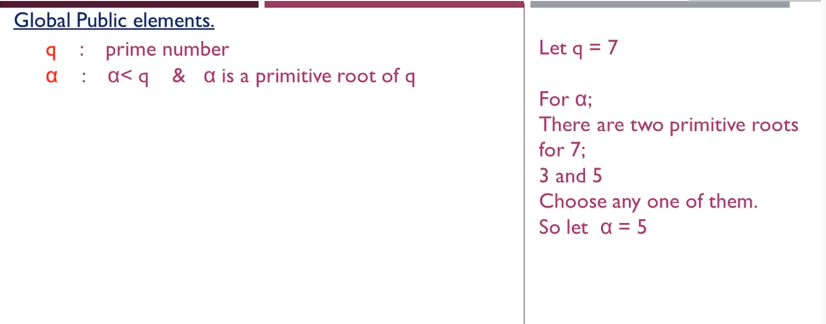 Global Public elements.
q : prime number
α : α< q & α is a primitive root of q
Let q = 7
For α;
There are two primitive roots
for 7;
3 and 5
Choose any one of them.
So let α = 5